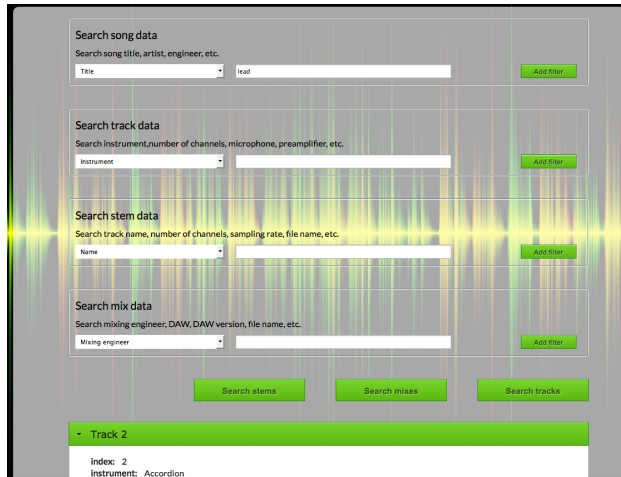 Search song data
Search song title, artist, engineer, etc.
Title lead Add filter
Search track data
Search instrument,number of channels, microphone, preamplifier, etc.
Instrument Add filter
Search stem data
Search track name, number of channels, sampling rate, file name, etc.
Name Add filter
Search mix data
Search mixing engineer, DAW, DAW version, file name, etc.
Mixing engineer Add filter
Search stems Search mixes Search tracks
Track 2
index: 2
instrument: Accordion